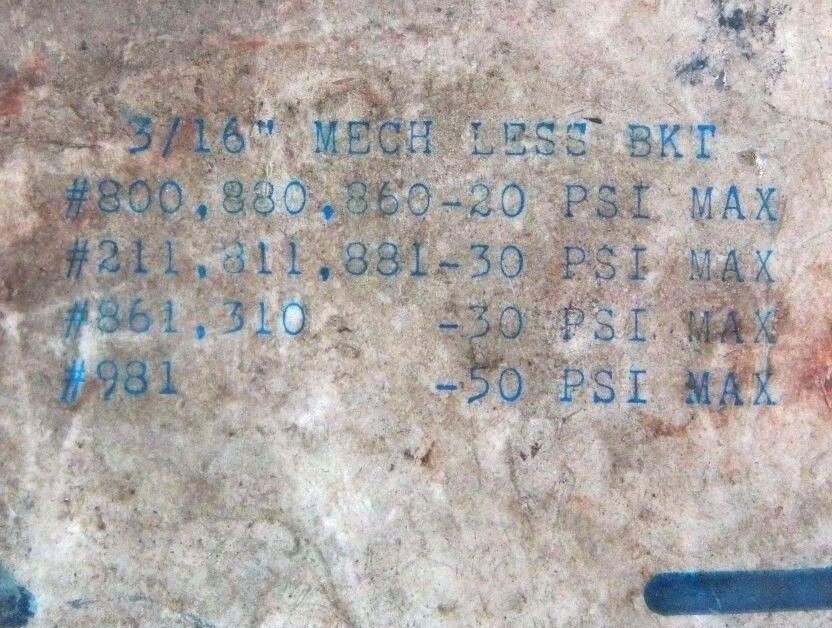 3/16" MECH LESS BKT
#800,880,860-20 PSI MAX
#211,811,881-30 PSI MAX
#861,310 -30 PSI MAX
#981 -50 PSI MAX